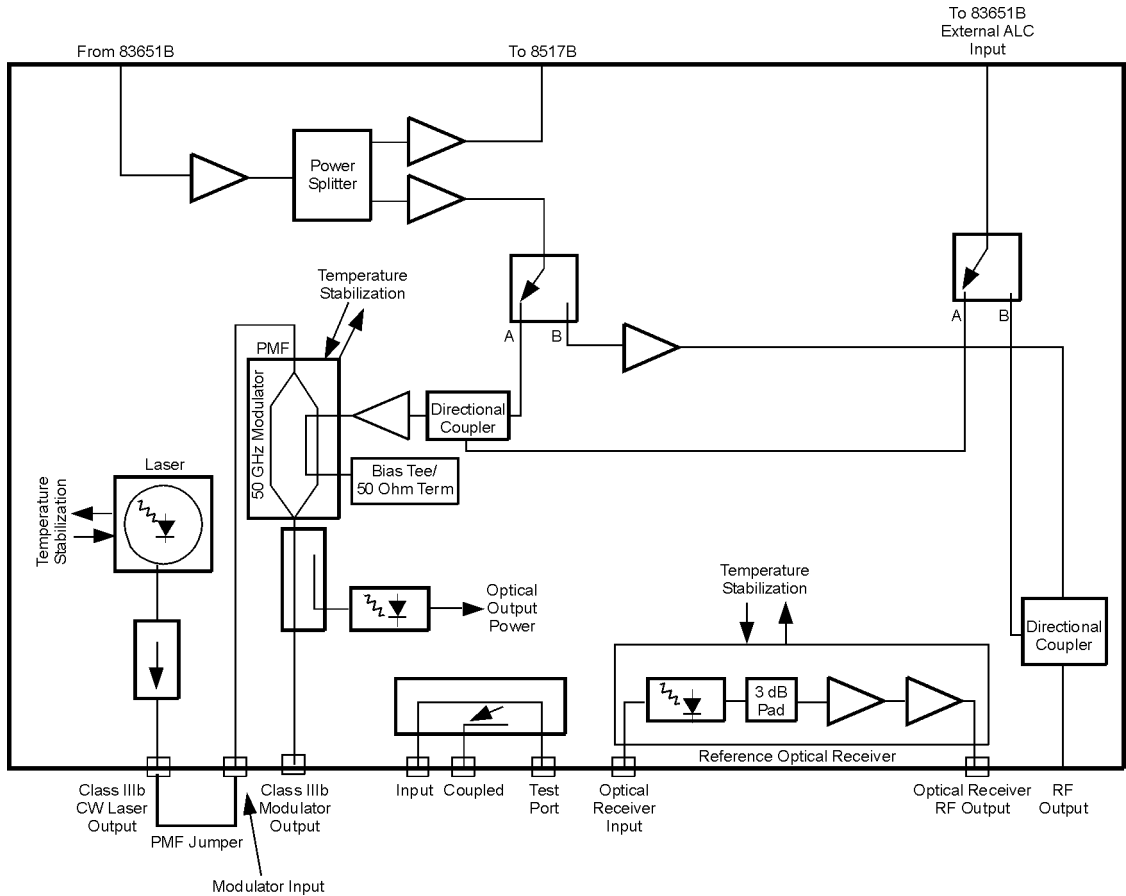 To 83651B
External ALC
Input
From 83651B
To 8517B
Power
Splitter
Temperature
Stabilization
A
B
A
B
PMF
50 GHz Modulator
Directional
Coupler
Bias Tee/
50 Ohm Term
Laser
Temperature
Stabilization
Optical
Output
Power
Temperature
Stabilization
Directional
Coupler
3 dB
Pad
Reference Optical Receiver
Class IIIb
CW Laser
Output
Class IIIb
Modulator
Output
Input
Coupled
Test
Port
Optical
Receiver
Input
Optical Receiver
RF Output
RF
Output
PMF Jumper
Modulator Input